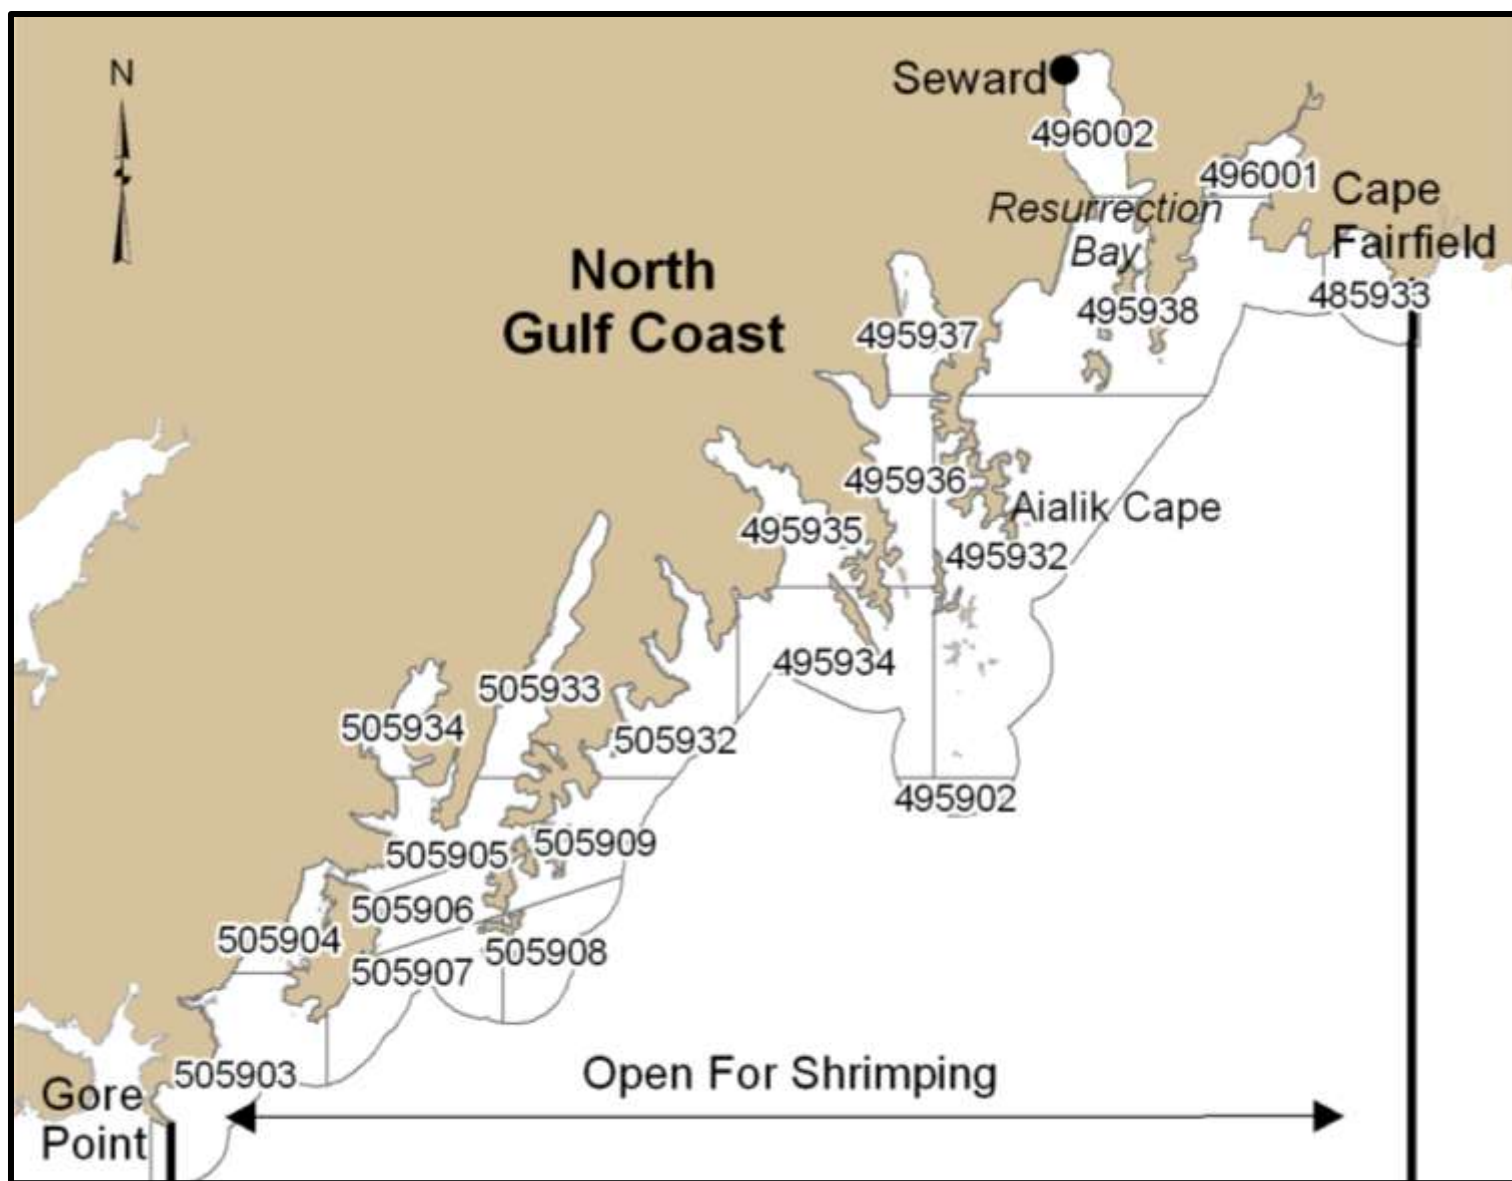 N
Seward
496002
496001
Cape
Fairfield
Resurrection
Bay
North
Gulf Coast
485933
495938
495937
495936
Aialik Cape
495935
495932
495934
505933
505934
505932
495902
505909
505905
505906
505904
505908
505907
505903
Open For Shrimping
Gore
Point